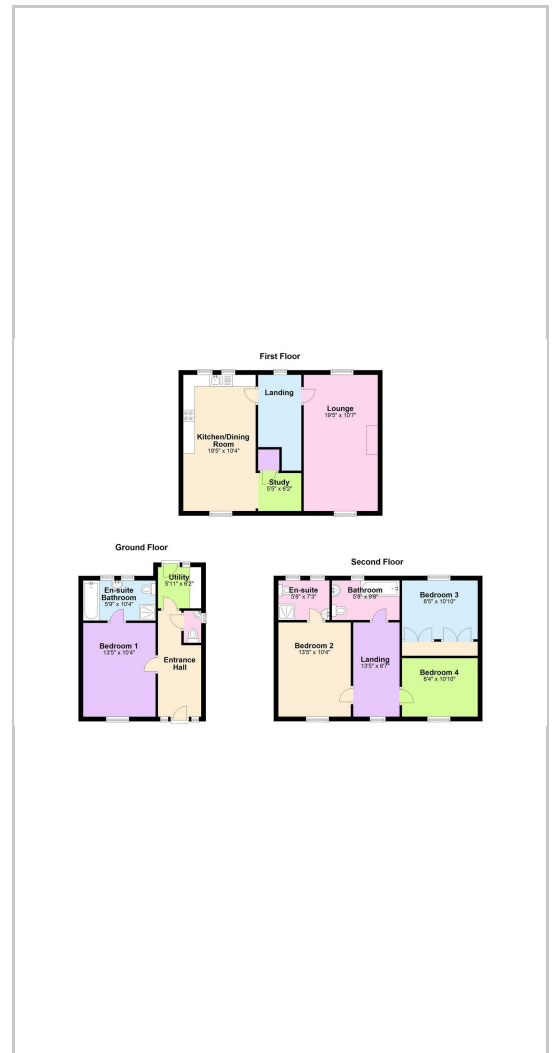 First Floor
Landing
Lounge
19'5" x 10'7"
Kitchen/Dining
Room
19'5" x 10'4"
Study
5'5" x 6'2"
Ground Floor
Utility
5'11" x 6'2"
En-suite
Bathroom
5'9" x 10'4"
Bedroom 1
13'5" x 10'4"
Entrance
Hall
Second Floor
En-suite
5'8" x 7'3"
Bathroom
5'8" x 9'8"
Bedroom 3
8'5" x 10'10"
Bedroom 2
13'5" x 10'4"
Landing
13'5" x 6'7"
Bedroom 4
8'4" x 10'10"